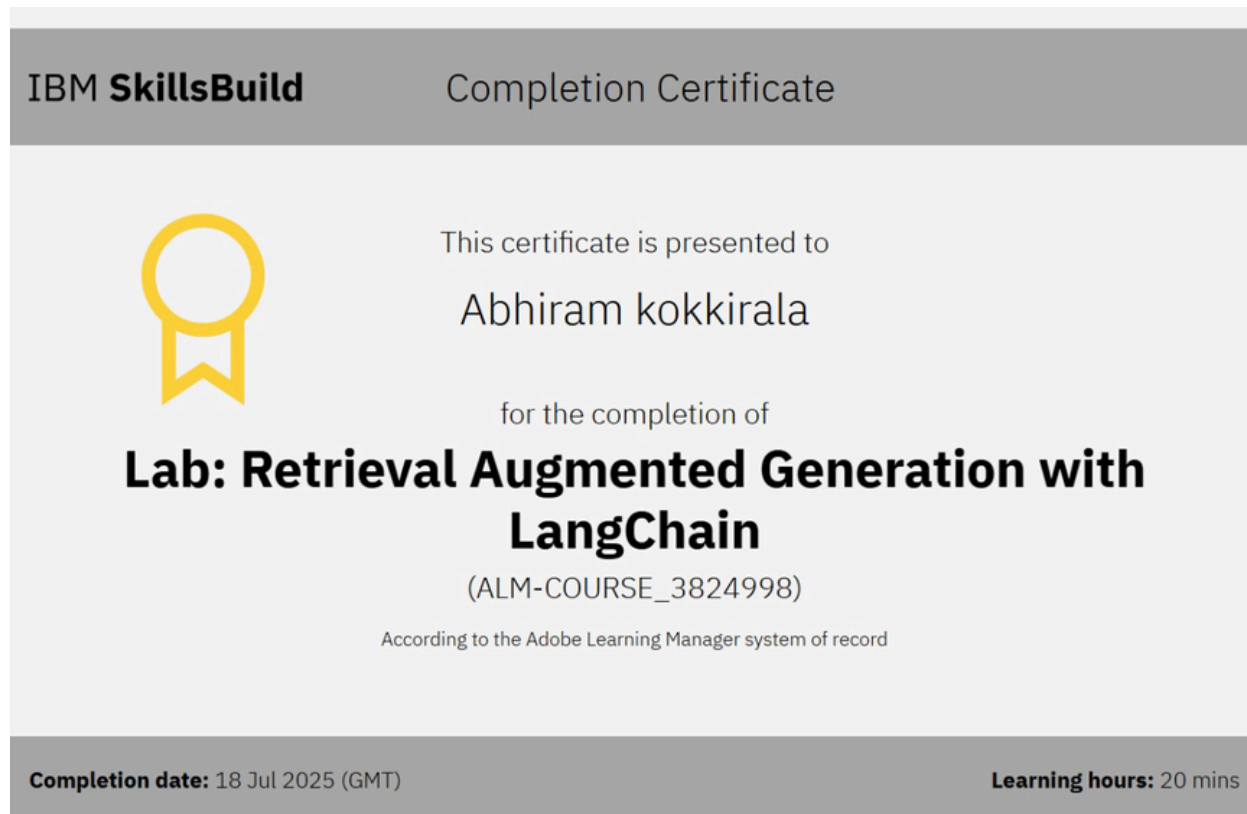 IBM SkillsBuild
Completion Certificate
This certificate is presented to
Abhiram kokkirala
for the completion of
Lab: Retrieval Augmented Generation with
LangChain
(ALM-COURSE_3824998)
According to the Adobe Learning Manager system of record
Completion date: 18 Jul 2025 (GMT)
Learning hours: 20 mins